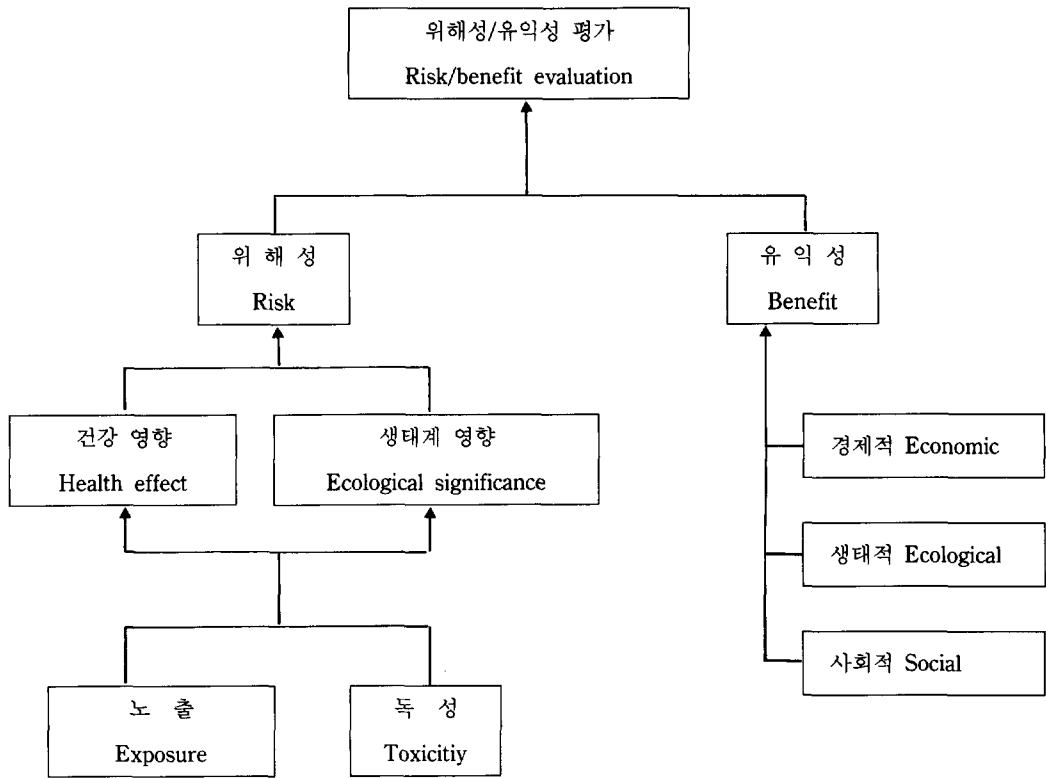 위해성/유익성 평가
Risk/benefit evaluation
위 해 성
Risk
유 익 성
Benefit
건강 영향
Health effect
생태계 영향
Ecological significance
경제적 Economic
생태적 Ecological
사회적 Social
노 출
Exposure
독 성
Toxicitiy